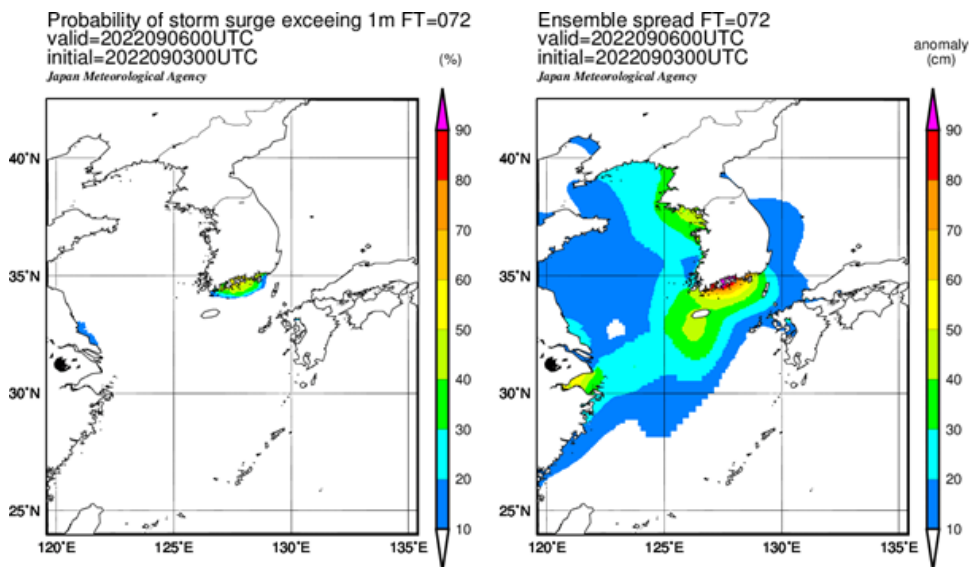 Probability of storm surge exceeing 1m FT=072
valid=2022090600UTC
initial=2022090300UTC
Japan Meteorological Agency
(%)
90
80
70
60
50
40
30
20
10
40°N
35°N
30°N
25°N
120°E
125°E
130°E
135°E
Ensemble spread FT=072
valid=2022090600UTC
initial=2022090300UTC
Japan Meteorological Agency
anomaly
(cm)
90
80
70
60
50
40
30
20
10
40°N
35°N
30°N
25°N
120°E
125°E
130°E
135°E